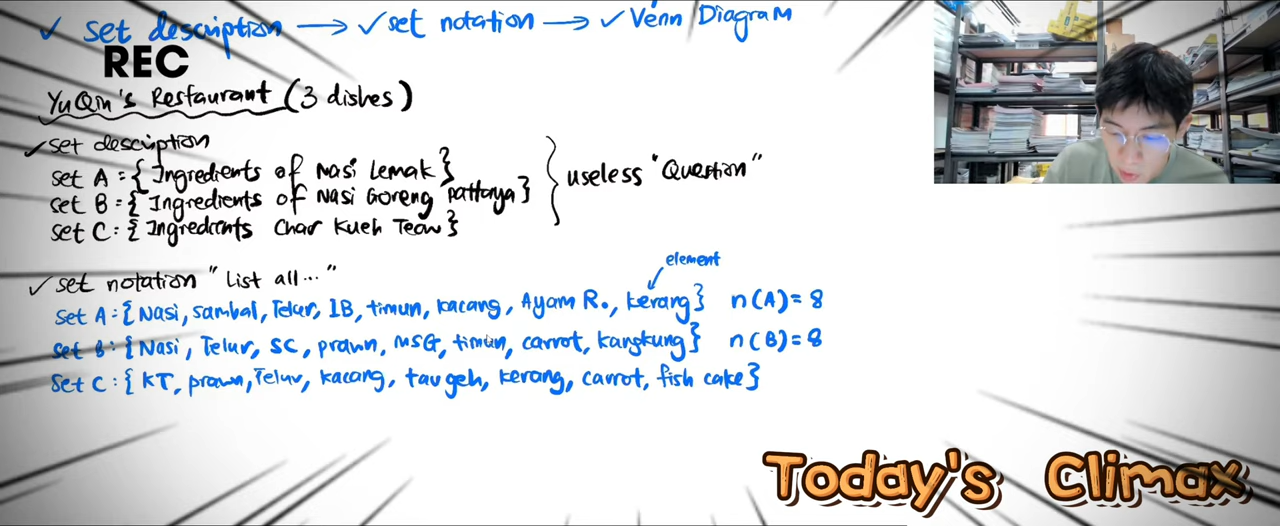 ✓ set description → ✓ set notation → ✓ Venn Diagram
REC
YuQin's Restaurant (3 dishes)
✓ set description
set A = { Ingredients of Nasi Lemak }
set B = { Ingredients of Nasi Goreng Pattaya }
set C : { Ingredients Char Kueh Teow }
useless "Question"
✓ set notation "List all..."
element
set A : { Nasi, sambal, Telur, IB, timun, kacang, Ayam R., kerang } n(A) = 8
set B : { Nasi, Telur, SC, prawn, MSG, timun, carrot, kangkung } n(B) = 8
set C : { KT, prawn, Telur, kacang, taugeh, kerang, carrot, fish cake }
Today's Climax